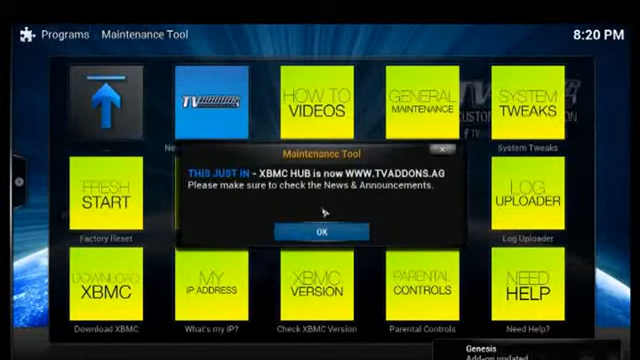 Programs Maintenance Tool
8:20 PM
TVADDONS
HOW TO
VIDEOS
GENERAL
MAINTENANCE
SYSTEM
TWEAKS
System Tweaks
Maintenance Tool
THIS JUST IN - XBMC HUB is now WWW.TVADDONS.AG
Please make sure to check the News & Announcements.
OK
FRESH
START
Factory Reset
LOG
UPLOADER
Log Uploader
DOWNLOAD
XBMC
Download XBMC
MY
IP ADDRESS
What's my IP?
XBMC
VERSION
Check XBMC Version
PARENTAL
CONTROLS
Parental Controls
NEED
HELP
Need Help?
Genesis
Add-on updated